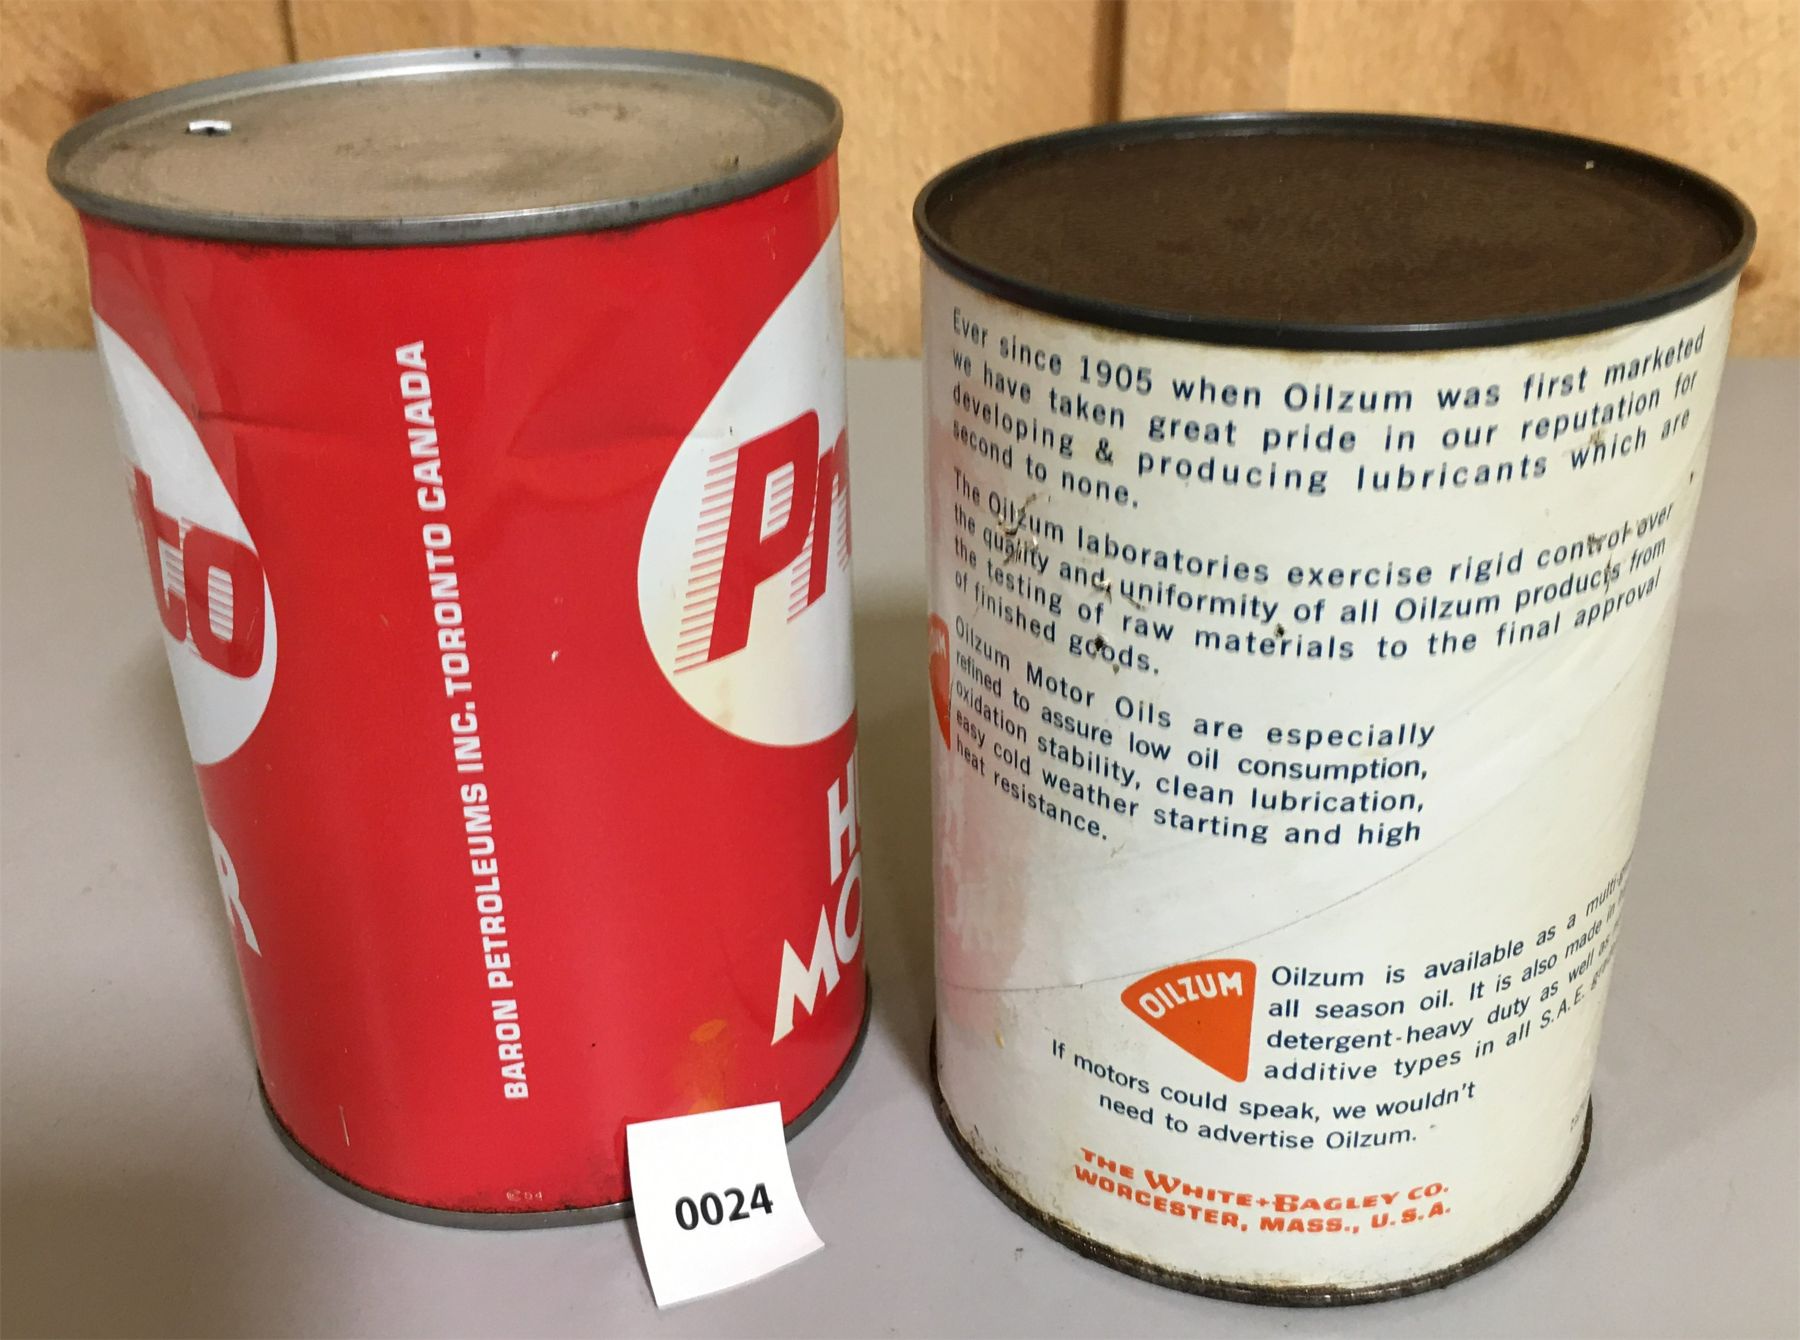 to
R
BARON PETROLEUMS INC. TORONTO CANADA
Pr
H
MO
0024
Ever since 1905 when Oilzum was first marketed
we have taken great pride in our reputation for
developing & producing lubricants which are
second to none.
The Oilzum laboratories exercise rigid control over
the quality and uniformity of all Oilzum products from
the testing of raw materials to the final approval
of finished goods.
Oilzum Motor Oils are especially
refined to assure low oil consumption,
oxidation stability, clean lubrication,
easy cold weather starting and high
heat resistance.
OILZUM
Oilzum is available as a multi-
all season oil. It is also made in
detergent-heavy duty as well as
additive types in all S.A.E.
If motors could speak, we wouldn't
need to advertise Oilzum.
THE WHITE+BAGLEY CO.
WORCESTER, MASS., U.S.A.